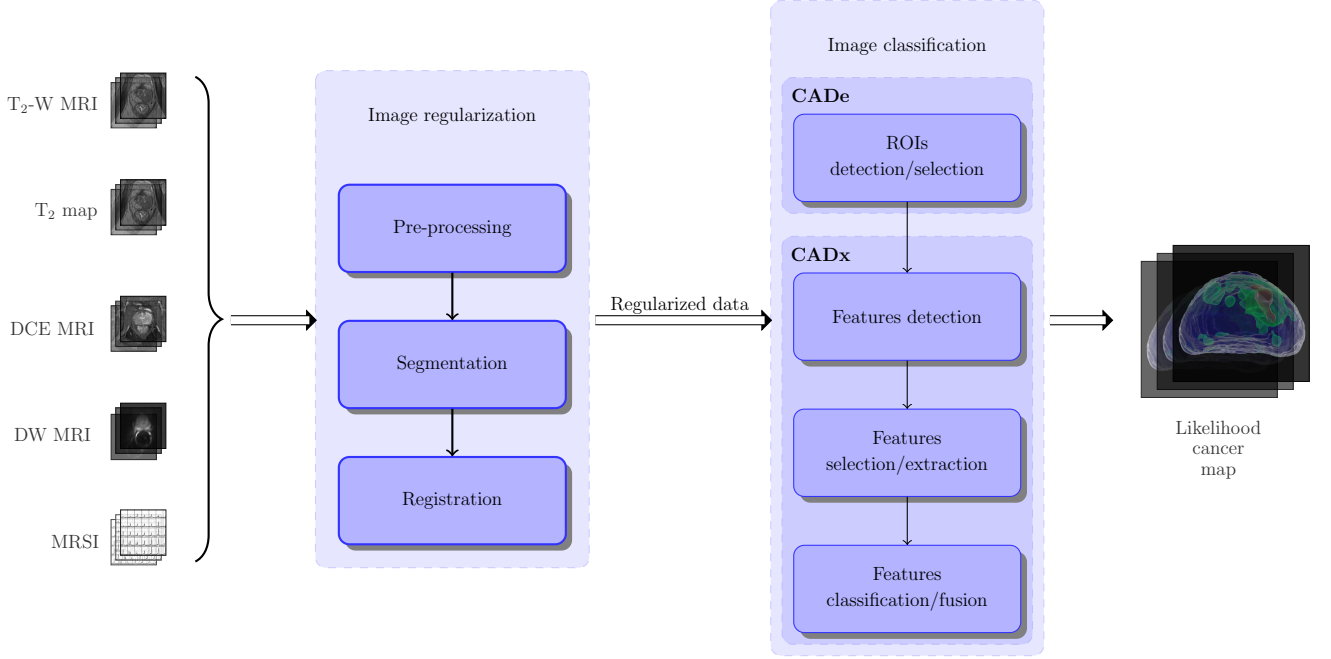 T₂-W MRI
T₂ map
DCE MRI
DW MRI
MRSI
Image regularization
Pre-processing
Segmentation
Registration
Regularized data
Image classification
CADe
ROIs
detection/selection
CADx
Features detection
Features
selection/extraction
Features
classification/fusion
Likelihood
cancer
map